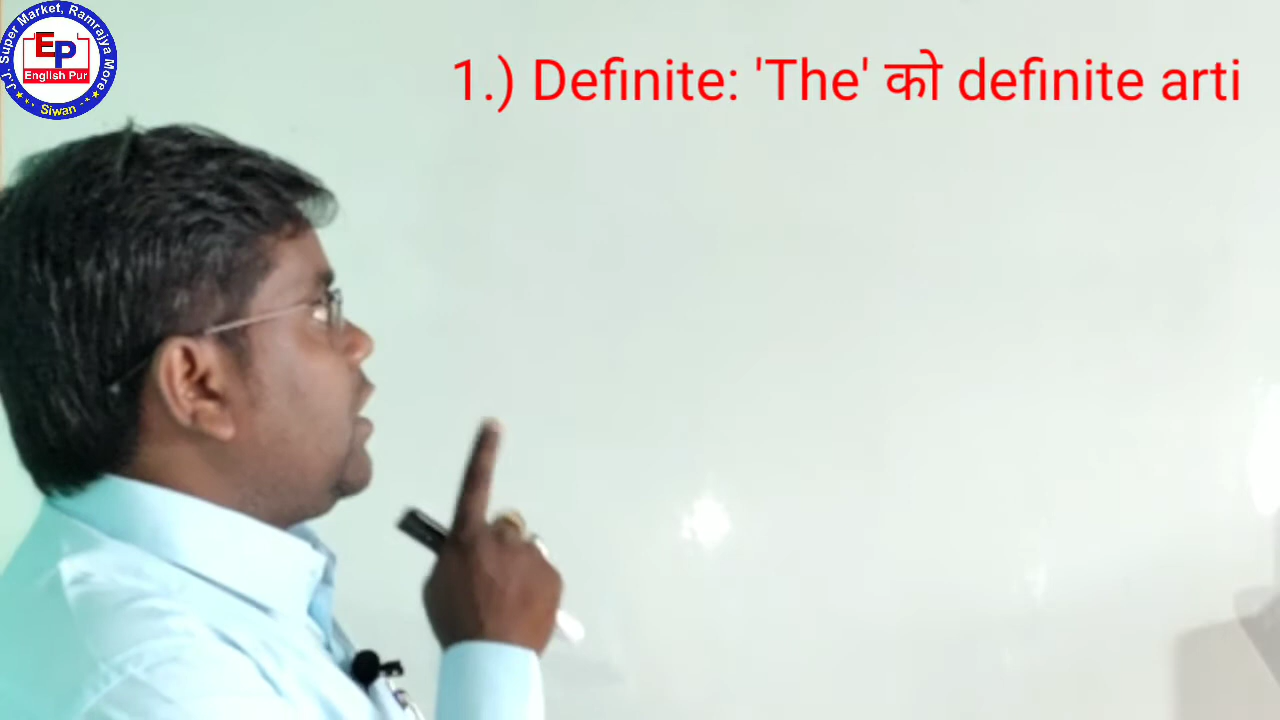 J.J. Super Market, Ramrajya More
EP
English Pur
Siwan
1.) Definite: 'The' को definite arti